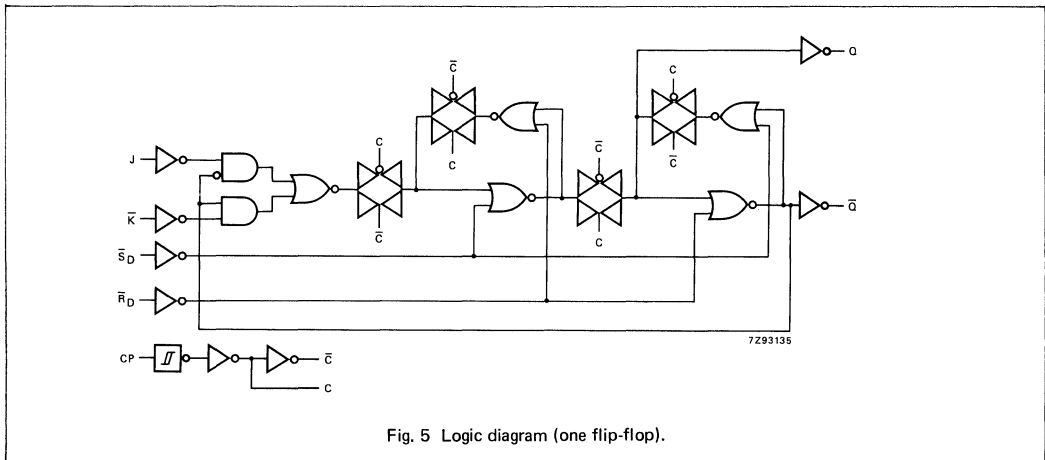 C̅
C
Q
J
C
C
C̅
C̅
K̅
C̅
C
Q̅
S̅D
R̅D
7Z93135
CP
C̅
C
Fig. 5 Logic diagram (one flip-flop).